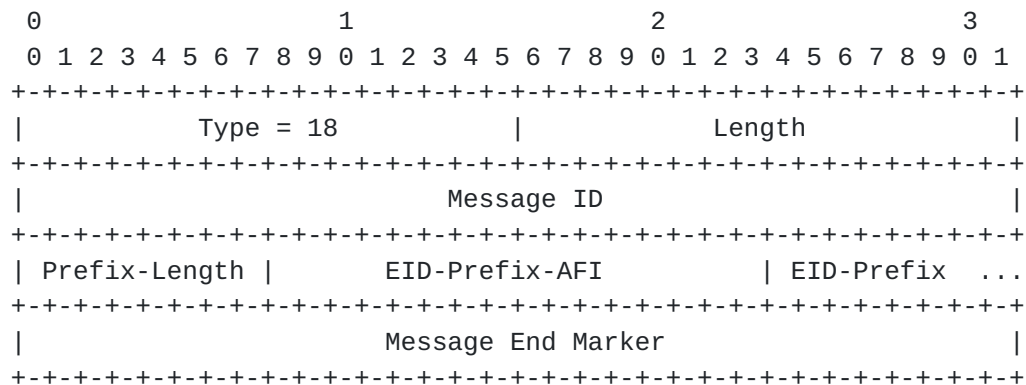 0                   1                   2                   3
 0 1 2 3 4 5 6 7 8 9 0 1 2 3 4 5 6 7 8 9 0 1 2 3 4 5 6 7 8 9 0 1
+-+-+-+-+-+-+-+-+-+-+-+-+-+-+-+-+-+-+-+-+-+-+-+-+-+-+-+-+-+-+-+-+
|           Type = 18           |            Length             |
+-+-+-+-+-+-+-+-+-+-+-+-+-+-+-+-+-+-+-+-+-+-+-+-+-+-+-+-+-+-+-+-+
|                           Message ID                          |
+-+-+-+-+-+-+-+-+-+-+-+-+-+-+-+-+-+-+-+-+-+-+-+-+-+-+-+-+-+-+-+-+
| Prefix-Length |       EID-Prefix-AFI          | EID-Prefix  ...
+-+-+-+-+-+-+-+-+-+-+-+-+-+-+-+-+-+-+-+-+-+-+-+-+-+-+-+-+-+-+-+-+
|                       Message End Marker                      |
+-+-+-+-+-+-+-+-+-+-+-+-+-+-+-+-+-+-+-+-+-+-+-+-+-+-+-+-+-+-+-+-+